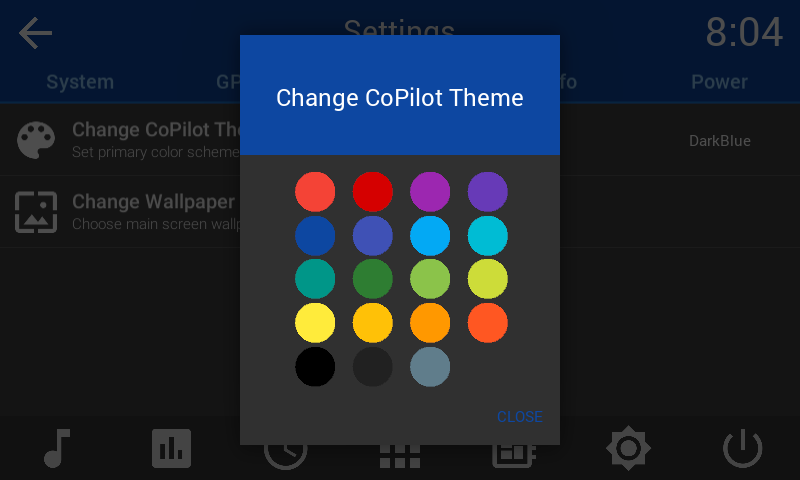 Settings
8:04
System
GP
fo
Power
Change CoPilot Theme
Change CoPilot Th
Set primary color scheme
DarkBlue
Change Wallpaper
Choose main screen wallp
CLOSE